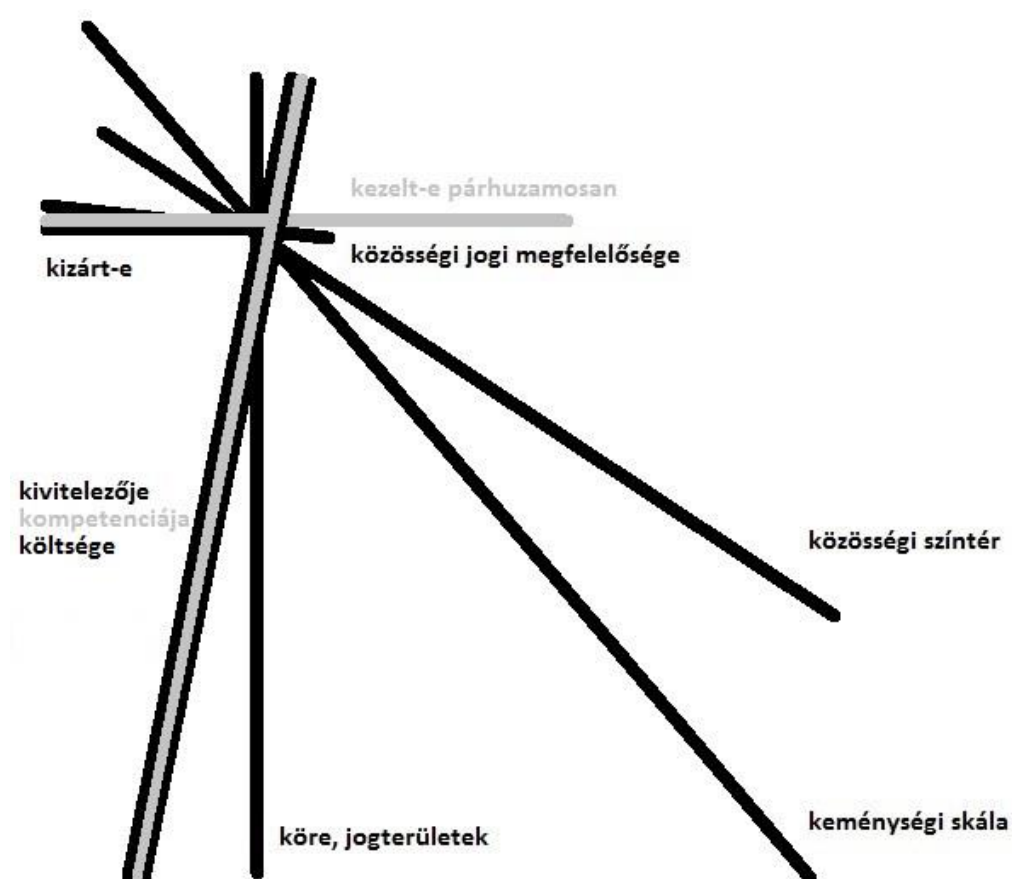 kezelt-e párhuzamosan
közösségi jogi megfelelősége
kizárt-e
kivitelezője
kompetenciája
költsége
közösségi színtér
keménységi skála
köre, jogterületek